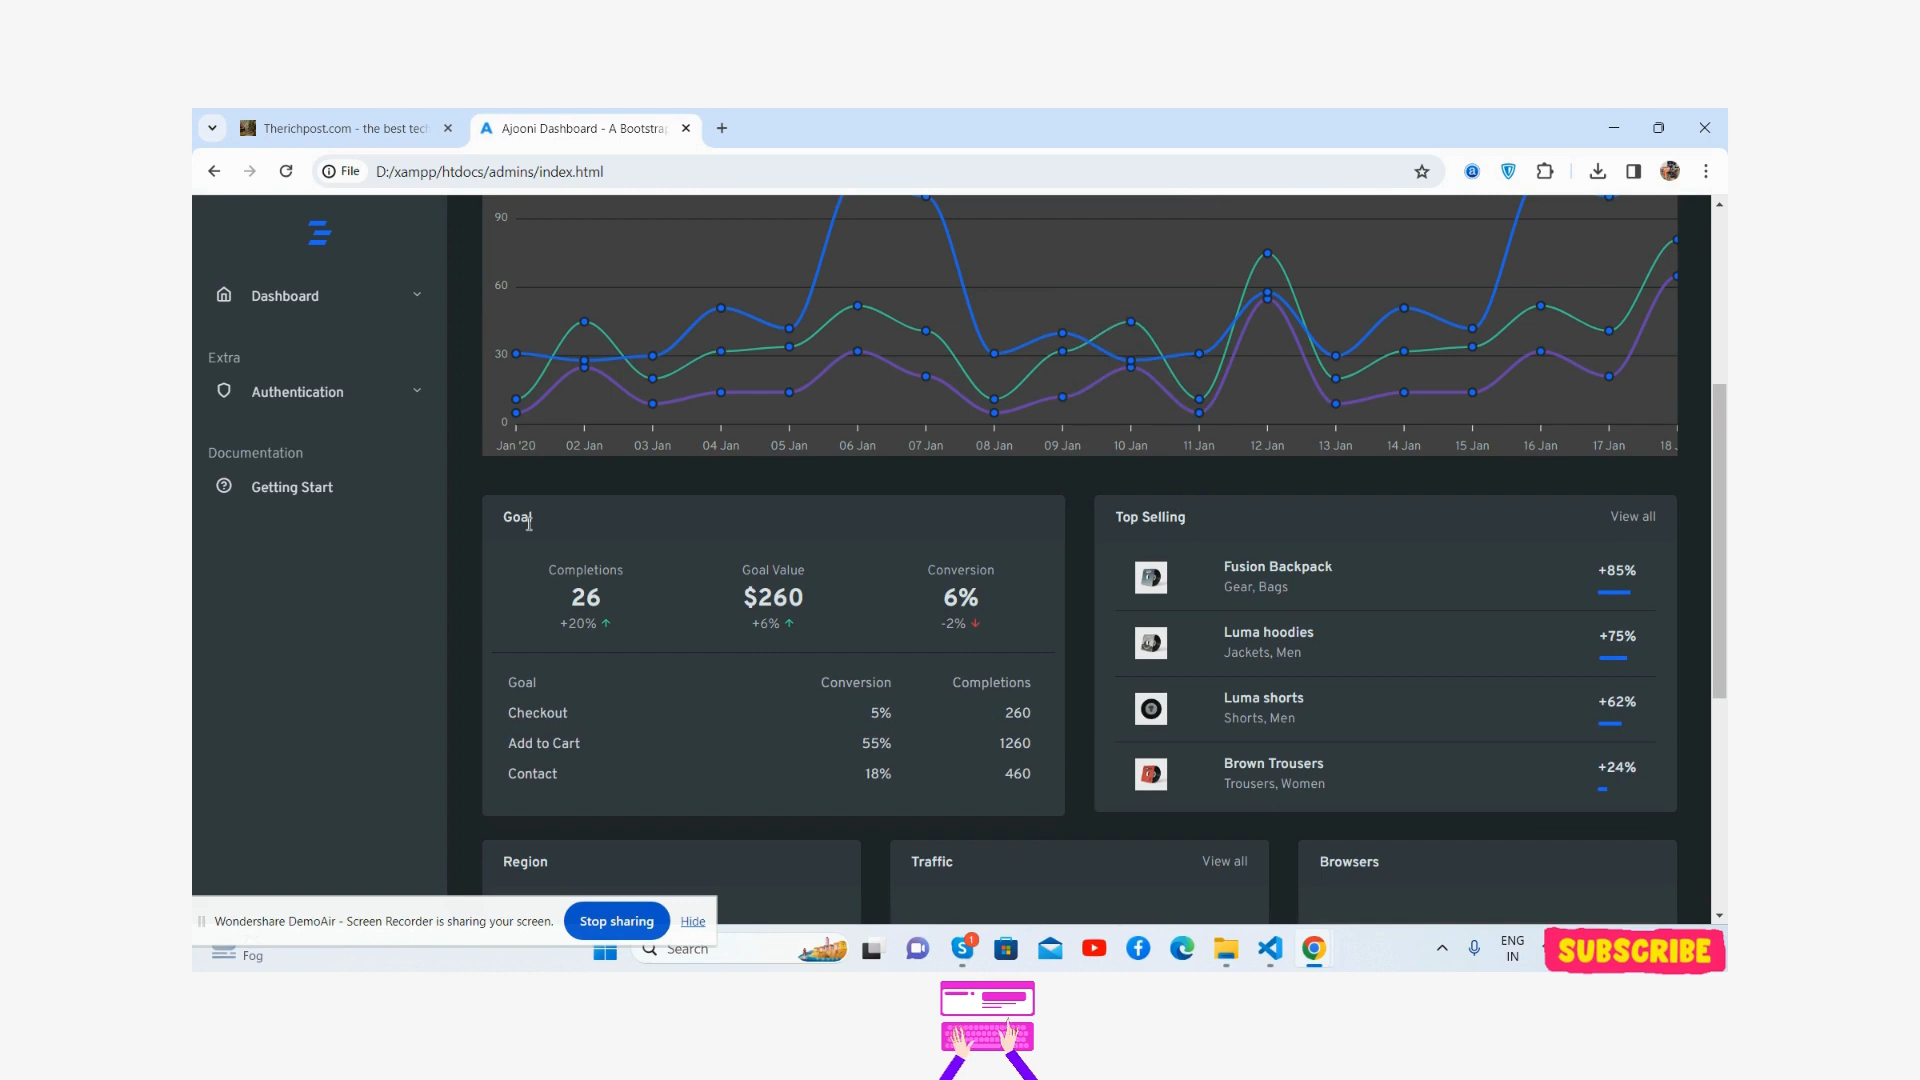 Therichpost.com - the best tech
Ajooni Dashboard - A Bootstrap
File D:/xampp/htdocs/admins/index.html
Dashboard
Extra
Authentication
Documentation
Getting Start
90
60
30
0
Jan '20 02 Jan 03 Jan 04 Jan 05 Jan 06 Jan 07 Jan 08 Jan 09 Jan 10 Jan 11 Jan 12 Jan 13 Jan 14 Jan 15 Jan 16 Jan 17 Jan 18 J
Goal
Completions Goal Value Conversion
26 $260 6%
+20% +6% -2%
Goal Conversion Completions
Checkout 5% 260
Add to Cart 55% 1260
Contact 18% 460
Top Selling View all
Fusion Backpack
Gear, Bags
+85%
Luma hoodies
Jackets, Men
+75%
Luma shorts
Shorts, Men
+62%
Brown Trousers
Trousers, Women
+24%
Region
Traffic View all
Browsers
Wondershare DemoAir - Screen Recorder is sharing your screen. Stop sharing Hide
Fog
Search
1
ENG
IN
SUBSCRIBE